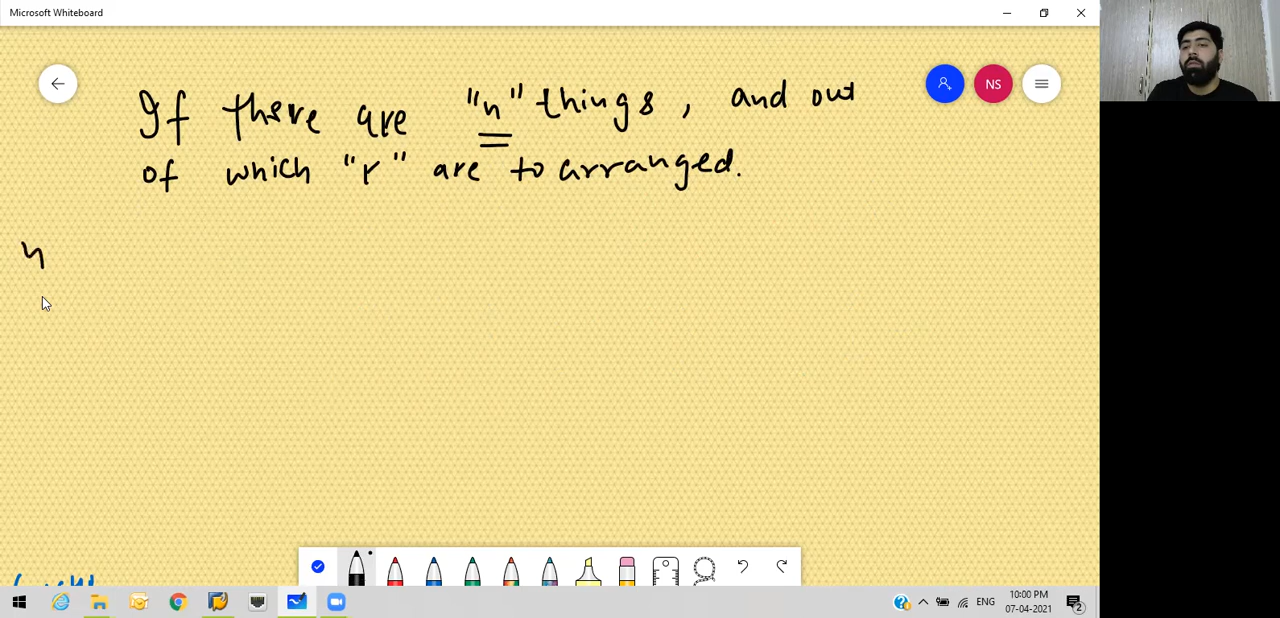 Microsoft Whiteboard
NS
If there are "n" things, and out
of which "r" are to arranged.
n
ENG
10:00 PM
07-04-2021
2